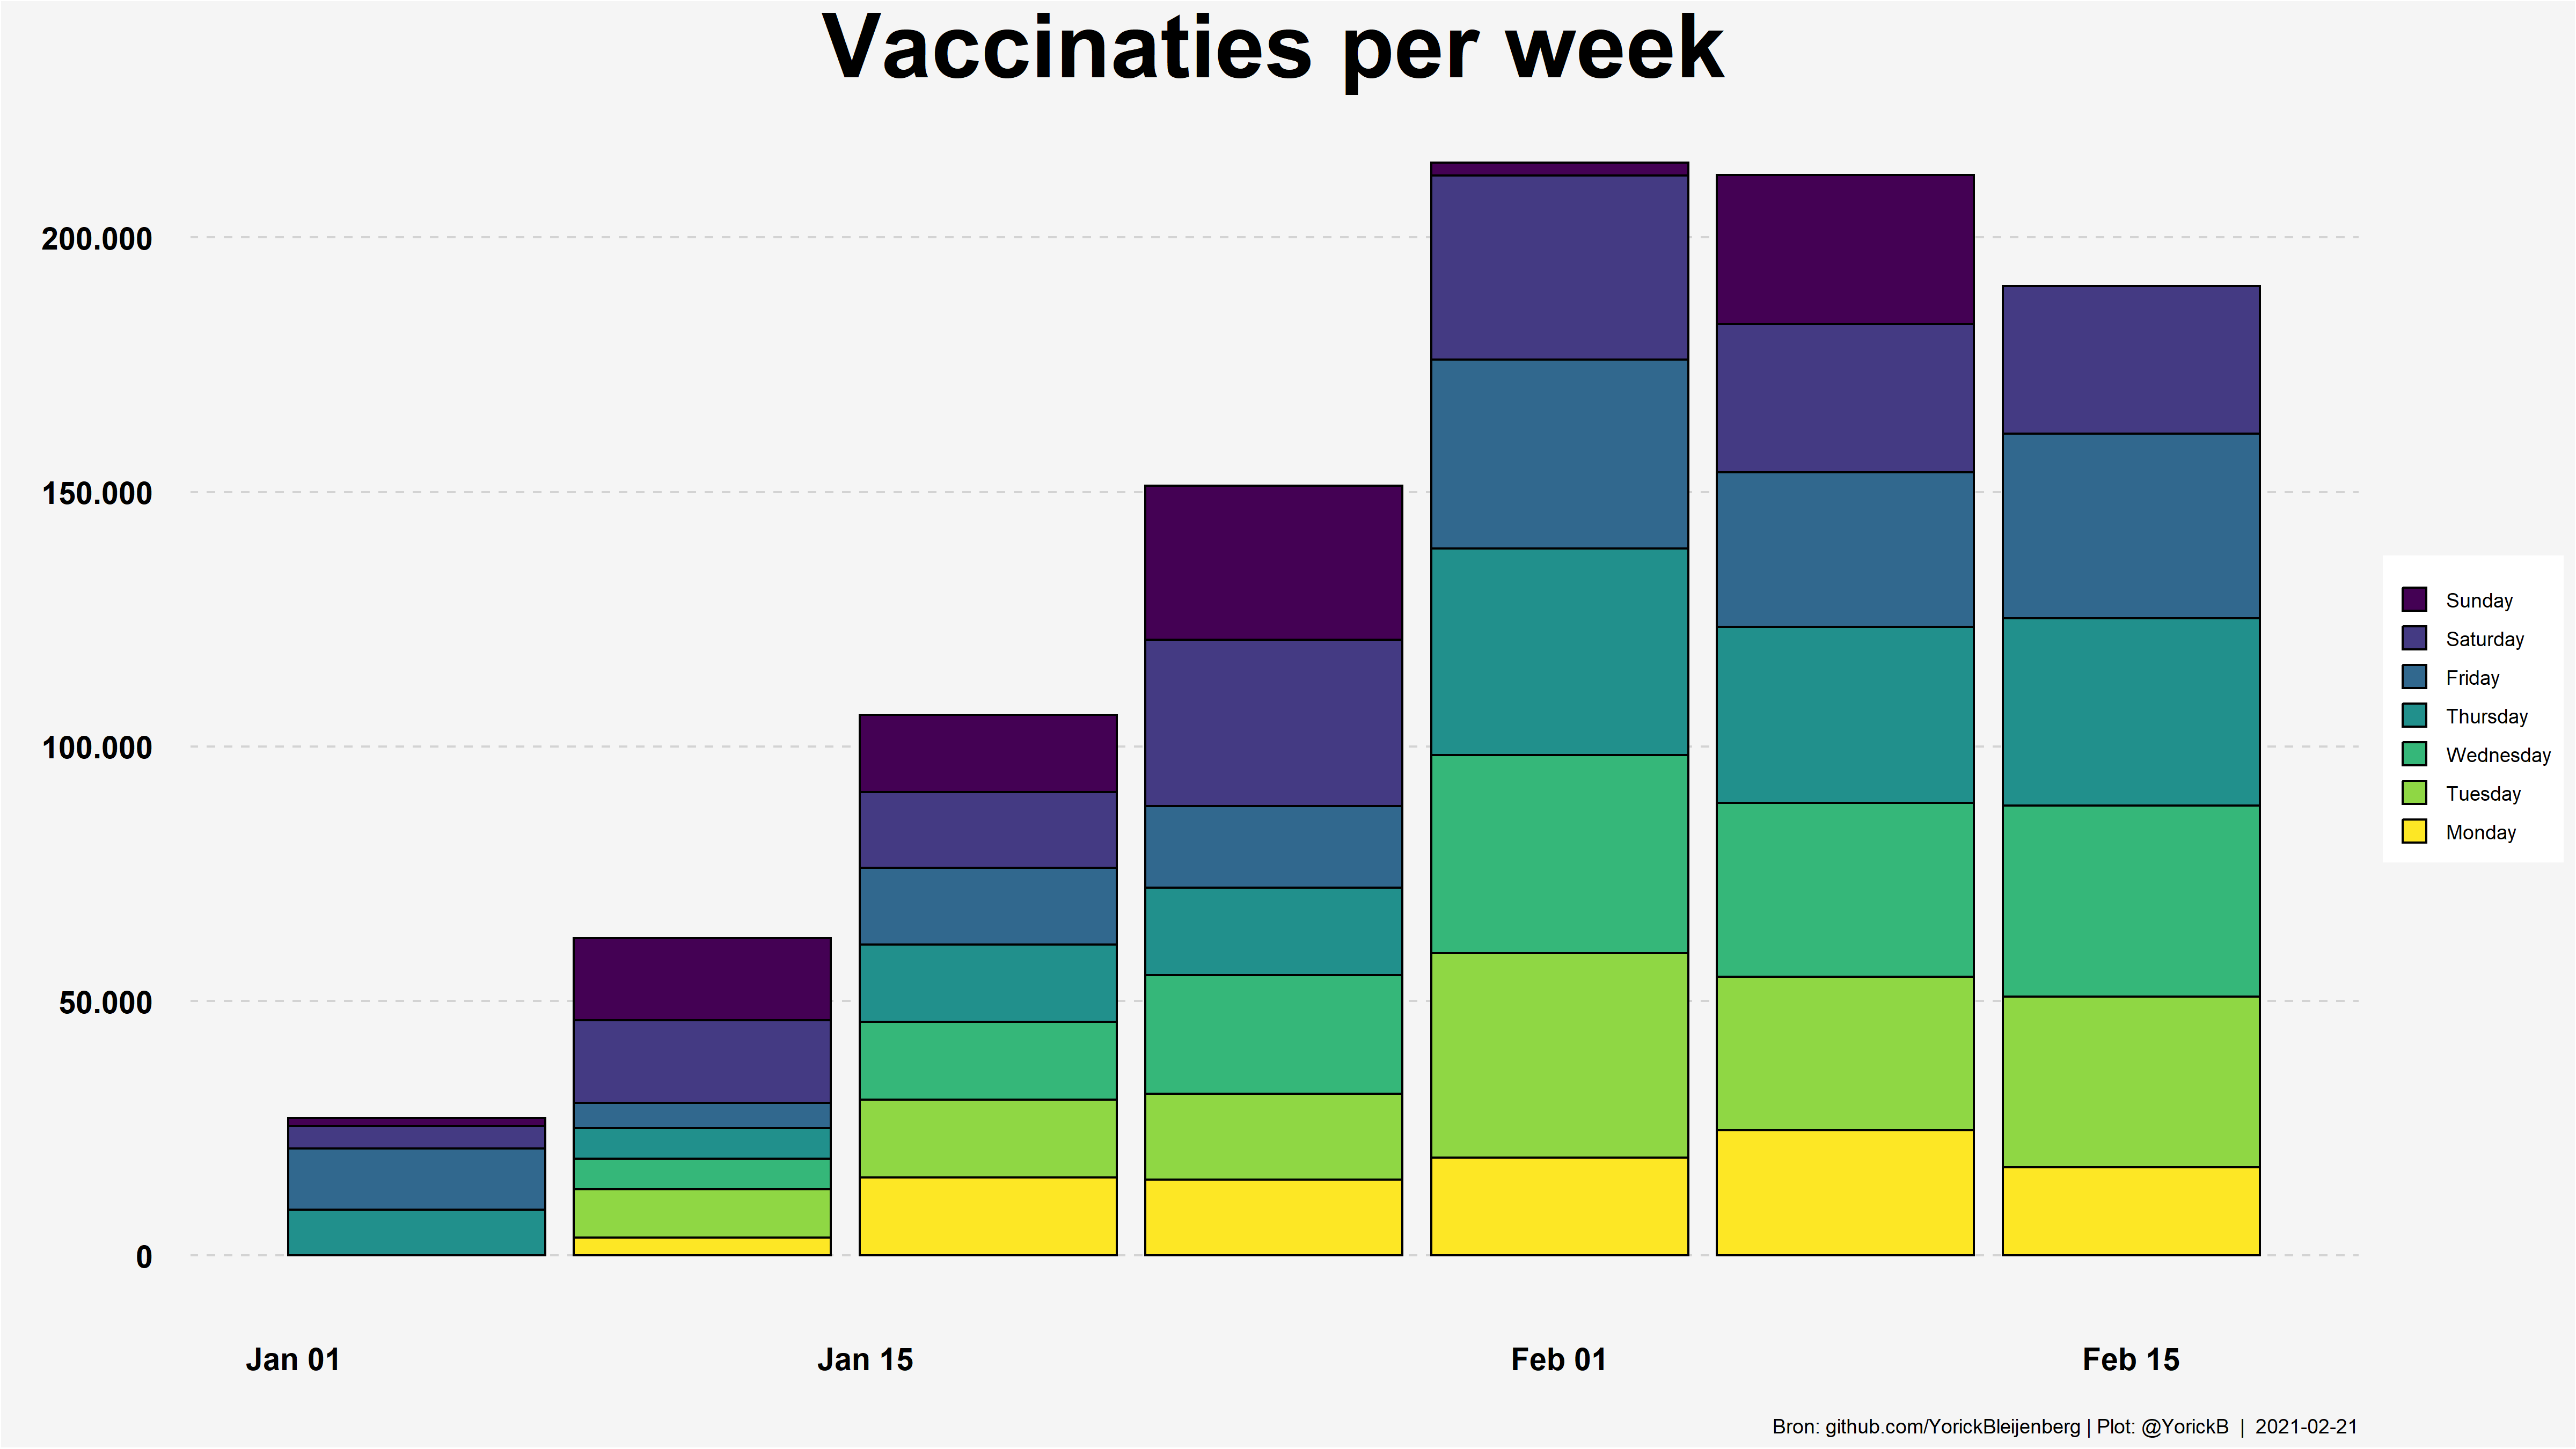 Vaccinaties per week
200.000
150.000
100.000
50.000
0
Sunday
Saturday
Friday
Thursday
Wednesday
Tuesday
Monday
Jan 01 Jan 15 Feb 01 Feb 15
Bron: github.com/YorickBleijenberg | Plot: @YorickB | 2021-02-21